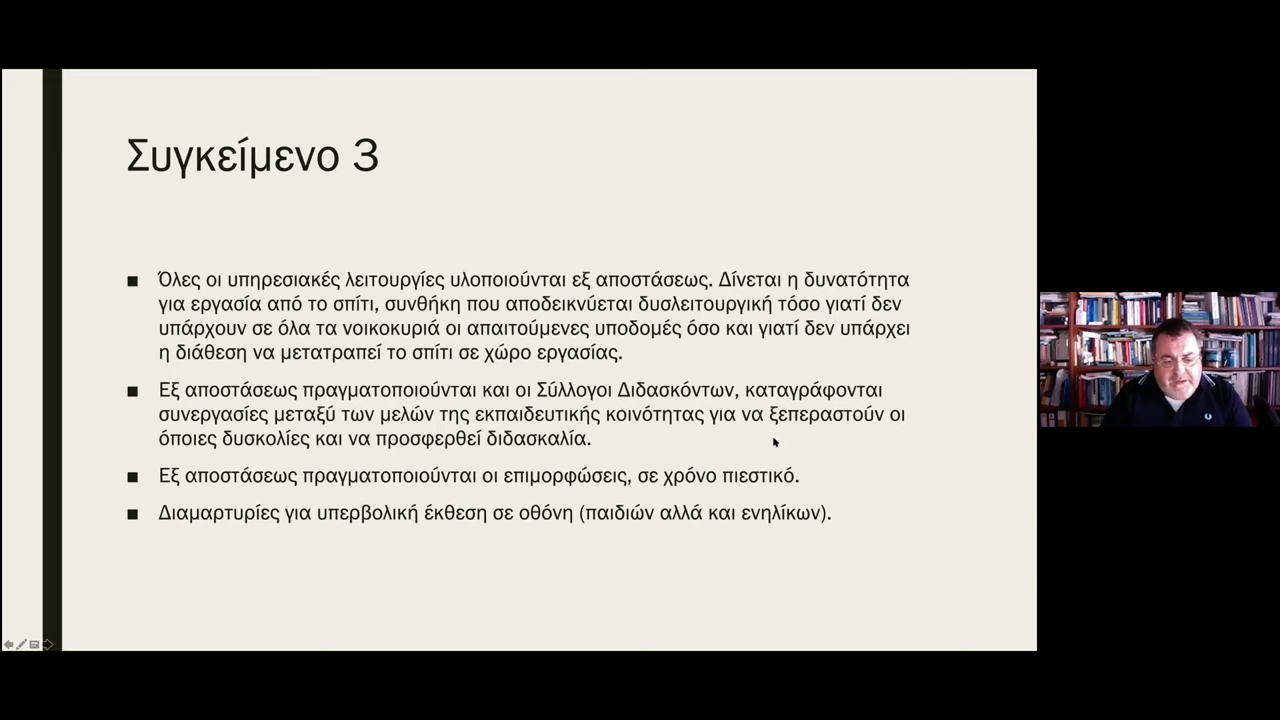 Συγκείμενο 3
■ Όλες οι υπηρεσιακές λειτουργίες υλοποιούνται εξ αποστάσεως. Δίνεται η δυνατότητα
για εργασία από το σπίτι, συνθήκη που αποδεικνύεται δυσλειτουργική τόσο γιατί δεν
υπάρχουν σε όλα τα νοικοκυριά οι απαιτούμενες υποδομές όσο και γιατί δεν υπάρχει
η διάθεση να μετατραπεί το σπίτι σε χώρο εργασίας.
■ Εξ αποστάσεως πραγματοποιούνται και οι Σύλλογοι Διδασκόντων, καταγράφονται
συνεργασίες μεταξύ των μελών της εκπαιδευτικής κοινότητας για να ξεπεραστούν οι
όποιες δυσκολίες και να προσφερθεί διδασκαλία.
■ Εξ αποστάσεως πραγματοποιούνται οι επιμορφώσεις, σε χρόνο πιεστικό.
■ Διαμαρτυρίες για υπερβολική έκθεση σε οθόνη (παιδιών αλλά και ενηλίκων).